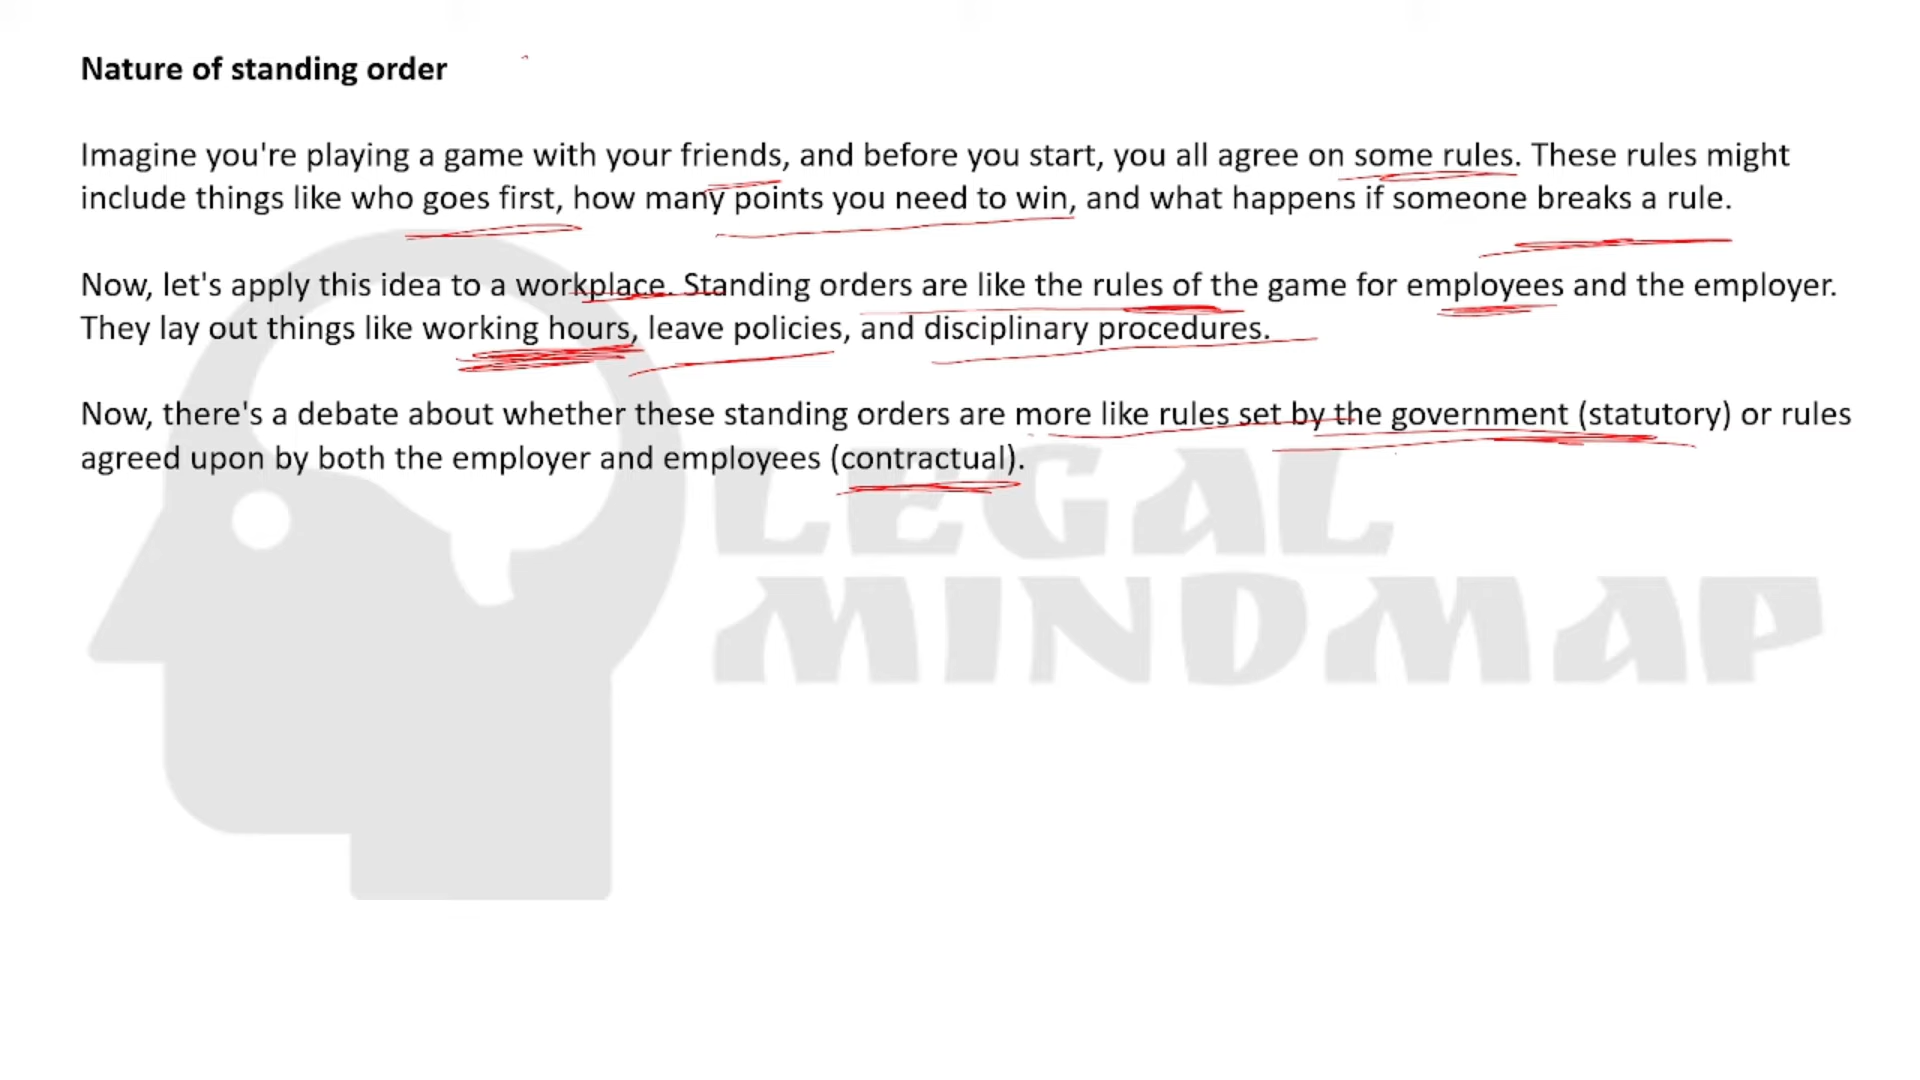 Nature of standing order
Imagine you're playing a game with your friends, and before you start, you all agree on some rules. These rules might
include things like who goes first, how many points you need to win, and what happens if someone breaks a rule.
Now, let's apply this idea to a workplace. Standing orders are like the rules of the game for employees and the employer.
They lay out things like working hours, leave policies, and disciplinary procedures.
Now, there's a debate about whether these standing orders are more like rules set by the government (statutory) or rules
agreed upon by both the employer and employees (contractual).
LEGAL
MINDMAP